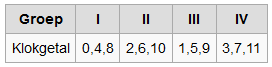 Groep I II III IV
Klokgetal 0,4,8 2,6,10 1,5,9 3,7,11